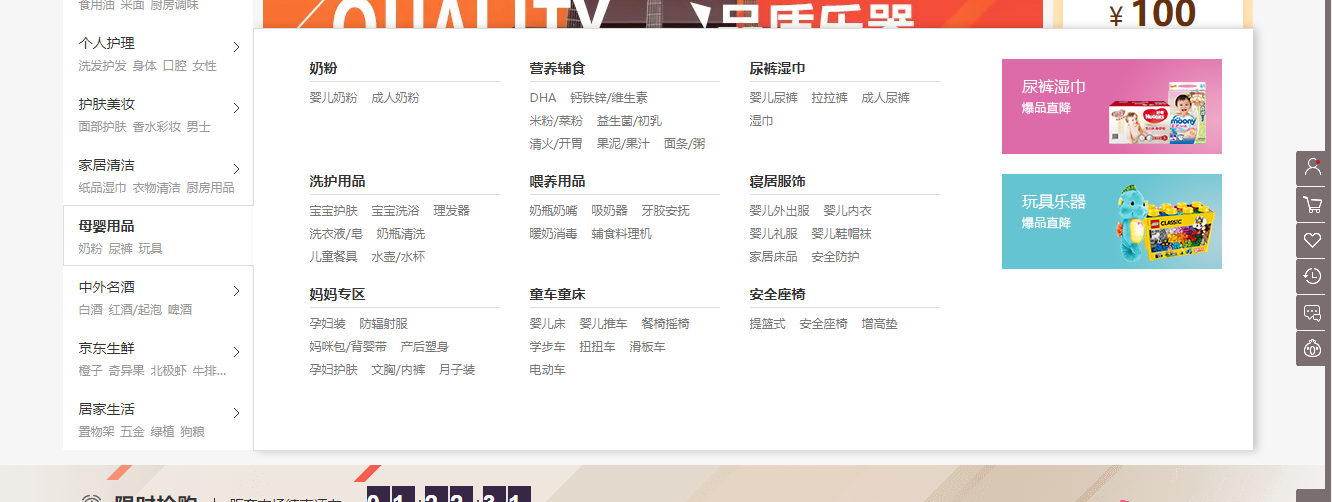 食用油 米面 厨房调味
QUALITY
品质乐器
¥ 100
个人护理
洗发护发 身体 口腔 女性
护肤美妆
面部护肤 香水彩妆 男士
家居清洁
纸品湿巾 衣物清洁 厨房用品
母婴用品
奶粉 尿裤 玩具
中外名酒
白酒 红酒/起泡 啤酒
京东生鲜
橙子 奇异果 北极虾 牛排...
居家生活
置物架 五金 绿植 狗粮
奶粉
婴儿奶粉 成人奶粉
营养辅食
DHA 钙铁锌/维生素
米粉/菜粉 益生菌/初乳
清火/开胃 果泥/果汁 面条/粥
尿裤湿巾
婴儿尿裤 拉拉裤 成人尿裤
湿巾
洗护用品
宝宝护肤 宝宝洗浴 理发器
洗衣液/皂 奶瓶清洗
儿童餐具 水壶/水杯
喂养用品
奶瓶奶嘴 吸奶器 牙胶安抚
暖奶消毒 辅食料理机
寝居服饰
婴儿外出服 婴儿内衣
婴儿礼服 婴儿鞋帽袜
家居床品 安全防护
妈妈专区
孕妇装 防辐射服
妈咪包/背婴带 产后塑身
孕妇护肤 文胸/内裤 月子装
童车童床
婴儿床 婴儿推车 餐椅摇椅
学步车 扭扭车 滑板车
电动车
安全座椅
提篮式 安全座椅 增高垫
尿裤湿巾
爆品直降
HUGGIES
moony
玩具乐器
爆品直降
LEGO
CLASSIC
限时抢购
01:22:31